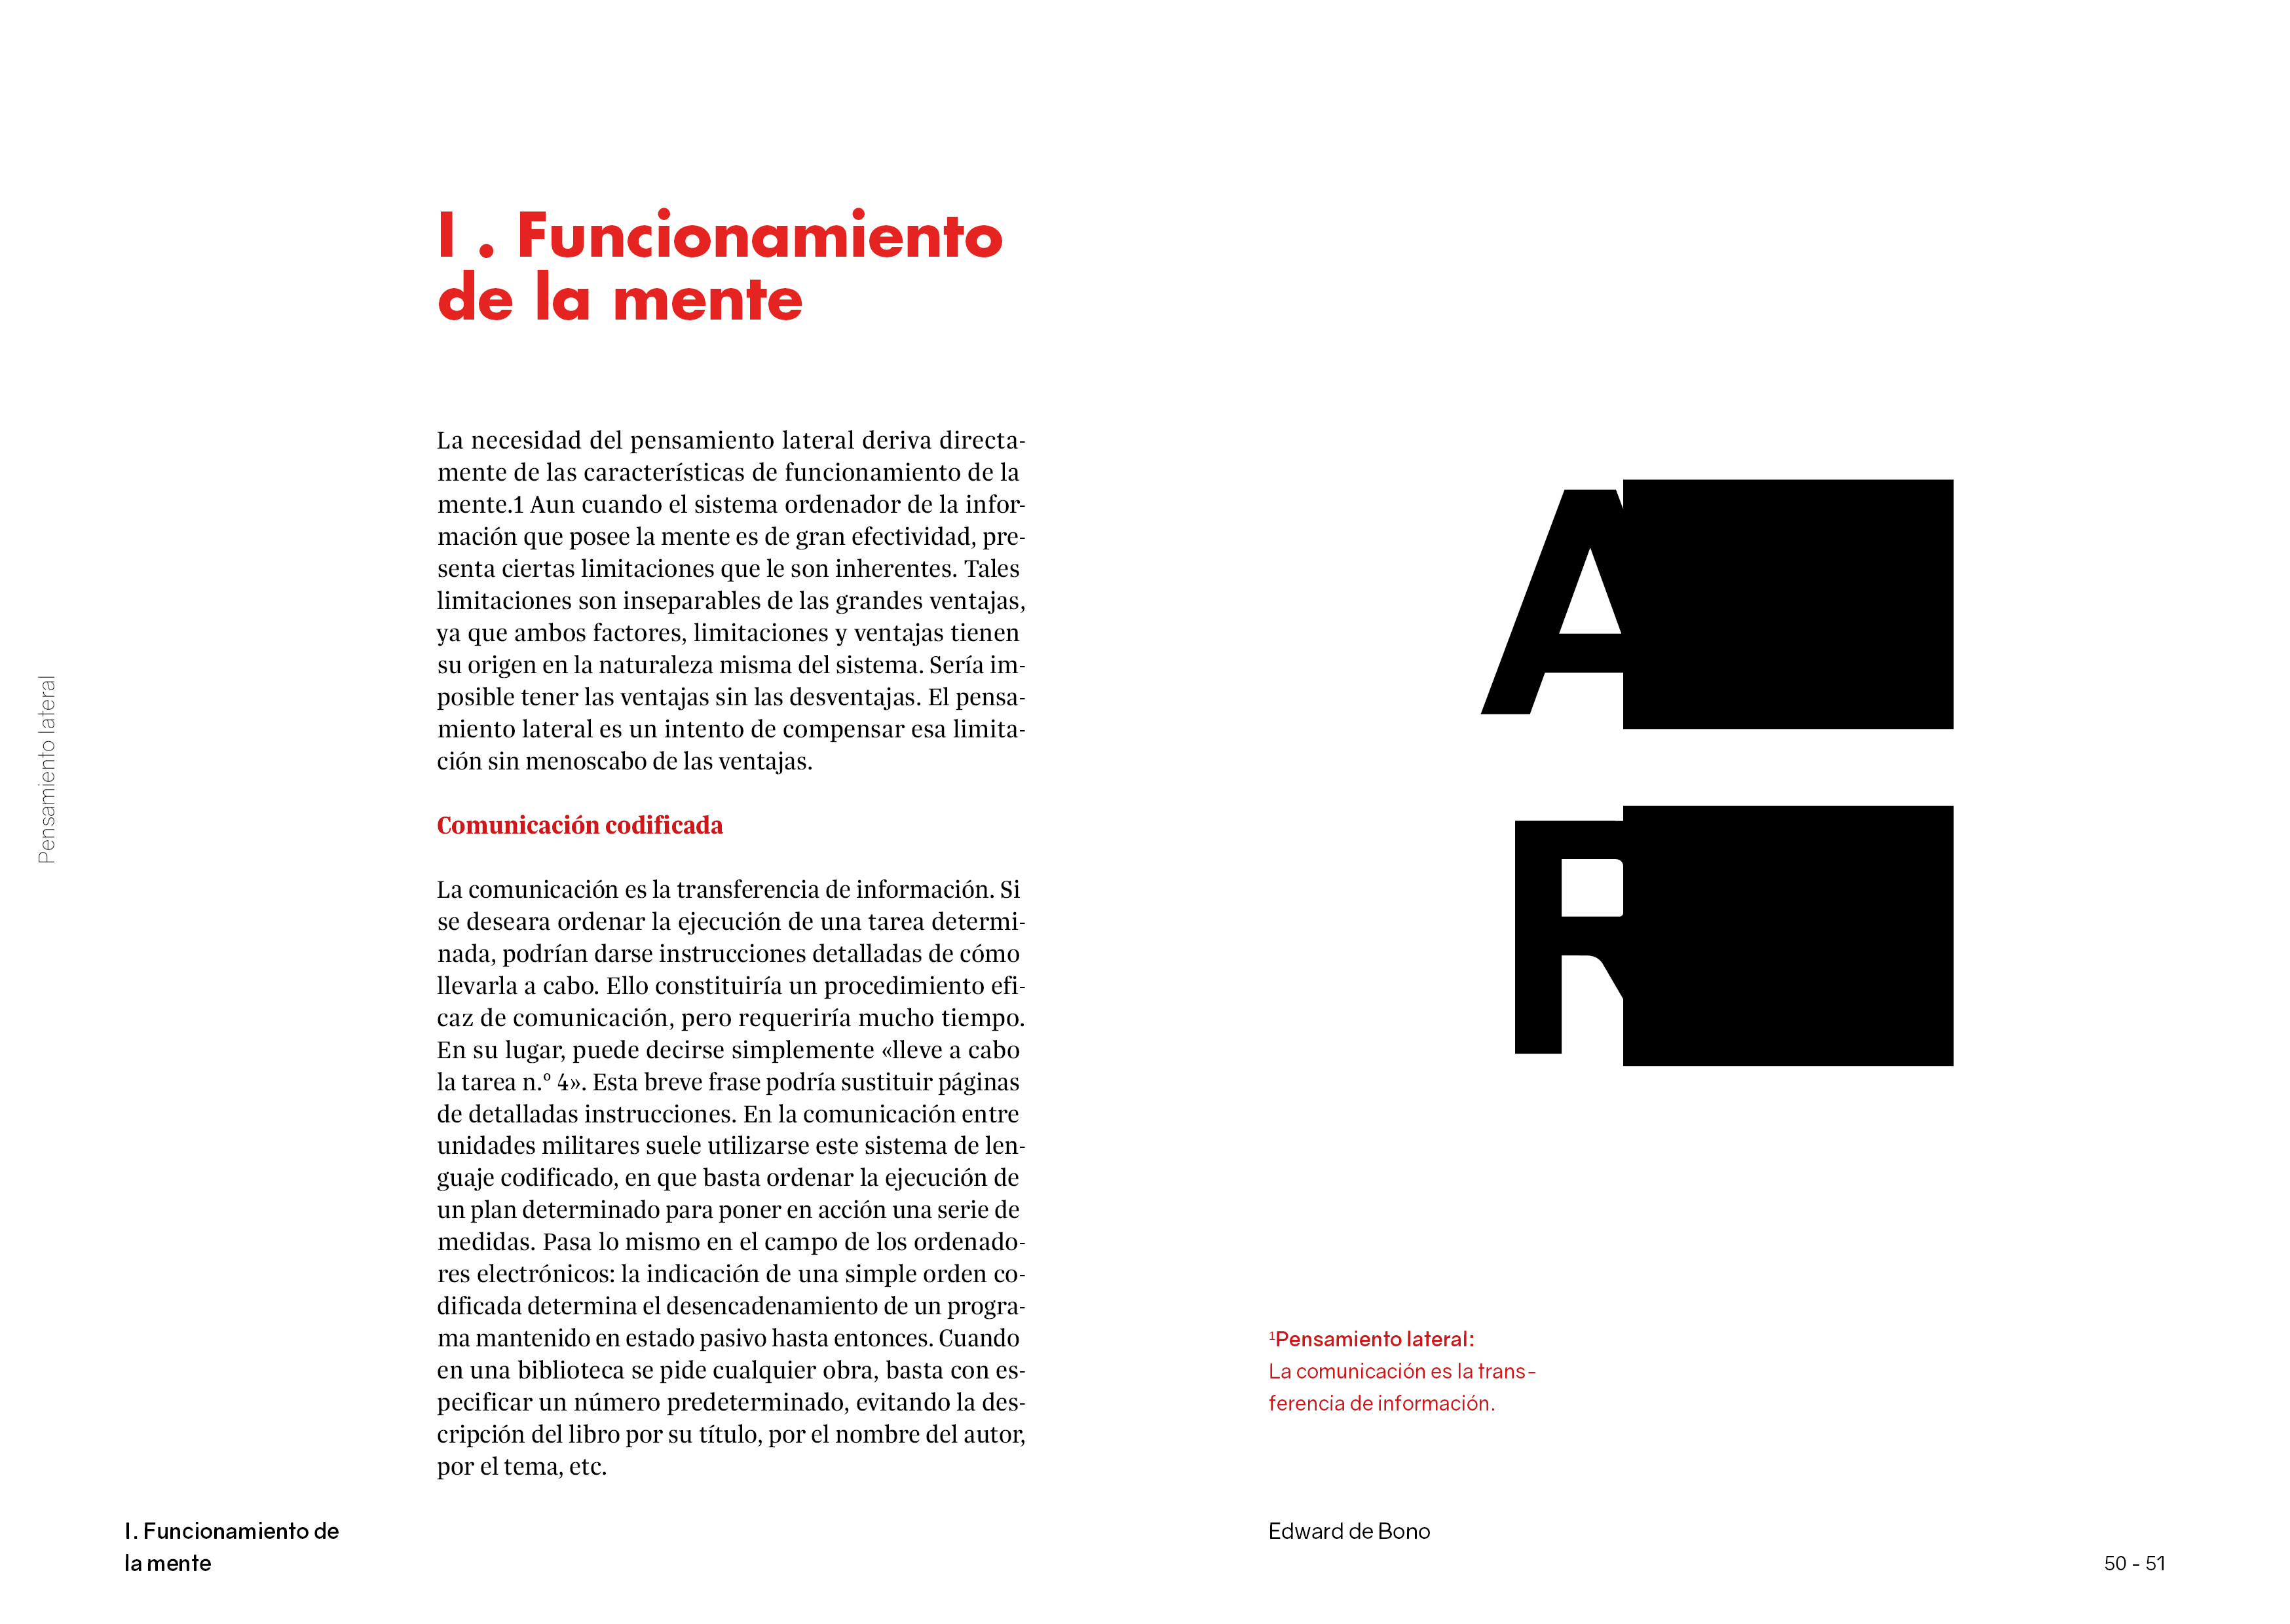 I . Funcionamiento
de la mente
La necesidad del pensamiento lateral deriva directa-
mente de las características de funcionamiento de la
mente.1 Aun cuando el sistema ordenador de la infor-
mación que posee la mente es de gran efectividad, pre-
senta ciertas limitaciones que le son inherentes. Tales
limitaciones son inseparables de las grandes ventajas,
ya que ambos factores, limitaciones y ventajas tienen
su origen en la naturaleza misma del sistema. Sería im-
posible tener las ventajas sin las desventajas. El pensa-
miento lateral es un intento de compensar esa limita-
ción sin menoscabo de las ventajas.
Comunicación codificada
La comunicación es la transferencia de información. Si
se deseara ordenar la ejecución de una tarea determi-
nada, podrían darse instrucciones detalladas de cómo
llevarla a cabo. Ello constituiría un procedimiento efi-
caz de comunicación, pero requeriría mucho tiempo.
En su lugar, puede decirse simplemente «lleve a cabo
la tarea n.º 4». Esta breve frase podría sustituir páginas
de detalladas instrucciones. En la comunicación entre
unidades militares suele utilizarse este sistema de len-
guaje codificado, en que basta ordenar la ejecución de
un plan determinado para poner en acción una serie de
medidas. Pasa lo mismo en el campo de los ordenado-
res electrónicos: la indicación de una simple orden co-
dificada determina el desencadenamiento de un progra-
ma mantenido en estado pasivo hasta entonces. Cuando
en una biblioteca se pide cualquier obra, basta con es-
pecificar un número predeterminado, evitando la des-
cripción del libro por su título, por el nombre del autor,
por el tema, etc.
Pensamiento lateral
I. Funcionamiento de
la mente
A
R
¹Pensamiento lateral:
La comunicación es la trans-
ferencia de información.
Edward de Bono
50 - 51